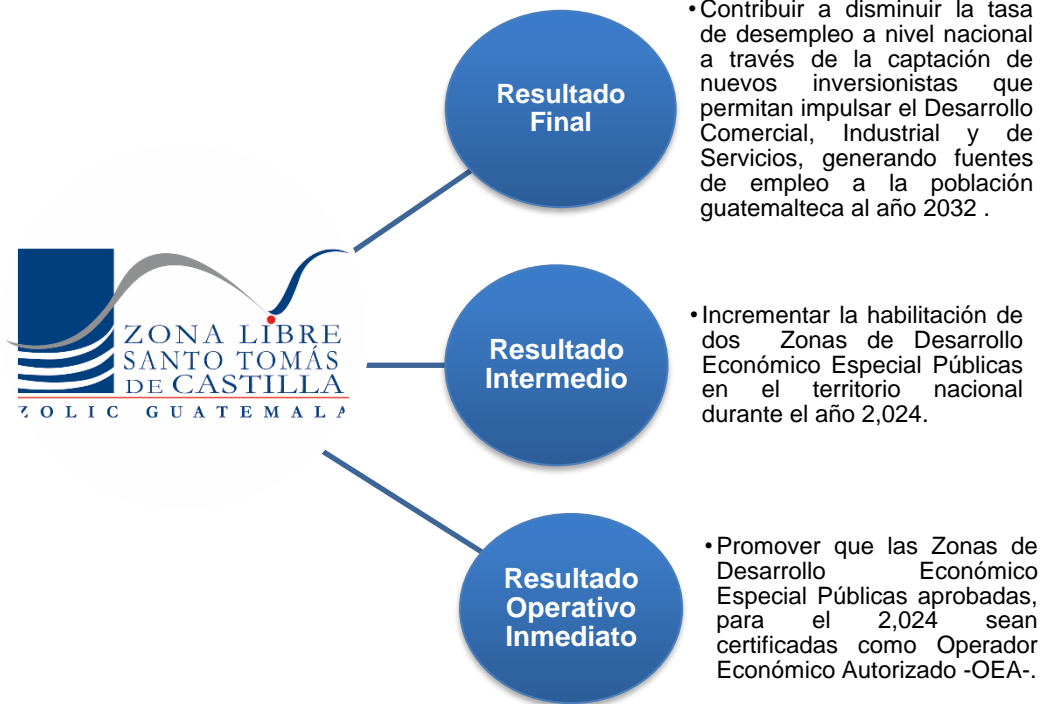 ZONA LIBRE
SANTO TOMÁS
DE CASTILLA
ZOLIC GUATEMALA
Resultado
Final
•Contribuir a disminuir la tasa
de desempleo a nivel nacional
a través de la captación de
nuevos inversionistas que
permitan impulsar el Desarrollo
Comercial, Industrial y de
Servicios, generando fuentes
de empleo a la población
guatemalteca al año 2032 .
Resultado
Intermedio
•Incrementar la habilitación de
dos Zonas de Desarrollo
Económico Especial Públicas
en el territorio nacional
durante el año 2,024.
Resultado
Operativo
Inmediato
•Promover que las Zonas de
Desarrollo Económico
Especial Públicas aprobadas,
para el 2,024 sean
certificadas como Operador
Económico Autorizado -OEA-.